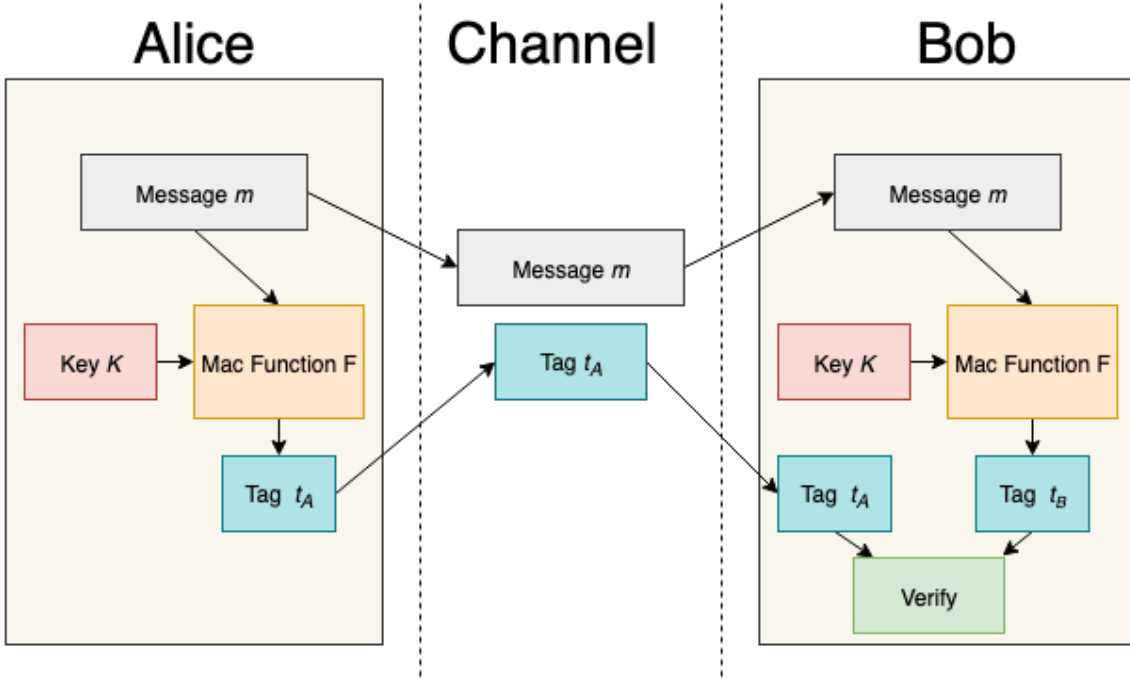 Alice
Channel
Bob
Message m
Message m
Message m
Key K
Mac Function F
Tag t_A
Key K
Mac Function F
Tag t_A
Tag t_A
Tag t_B
Verify